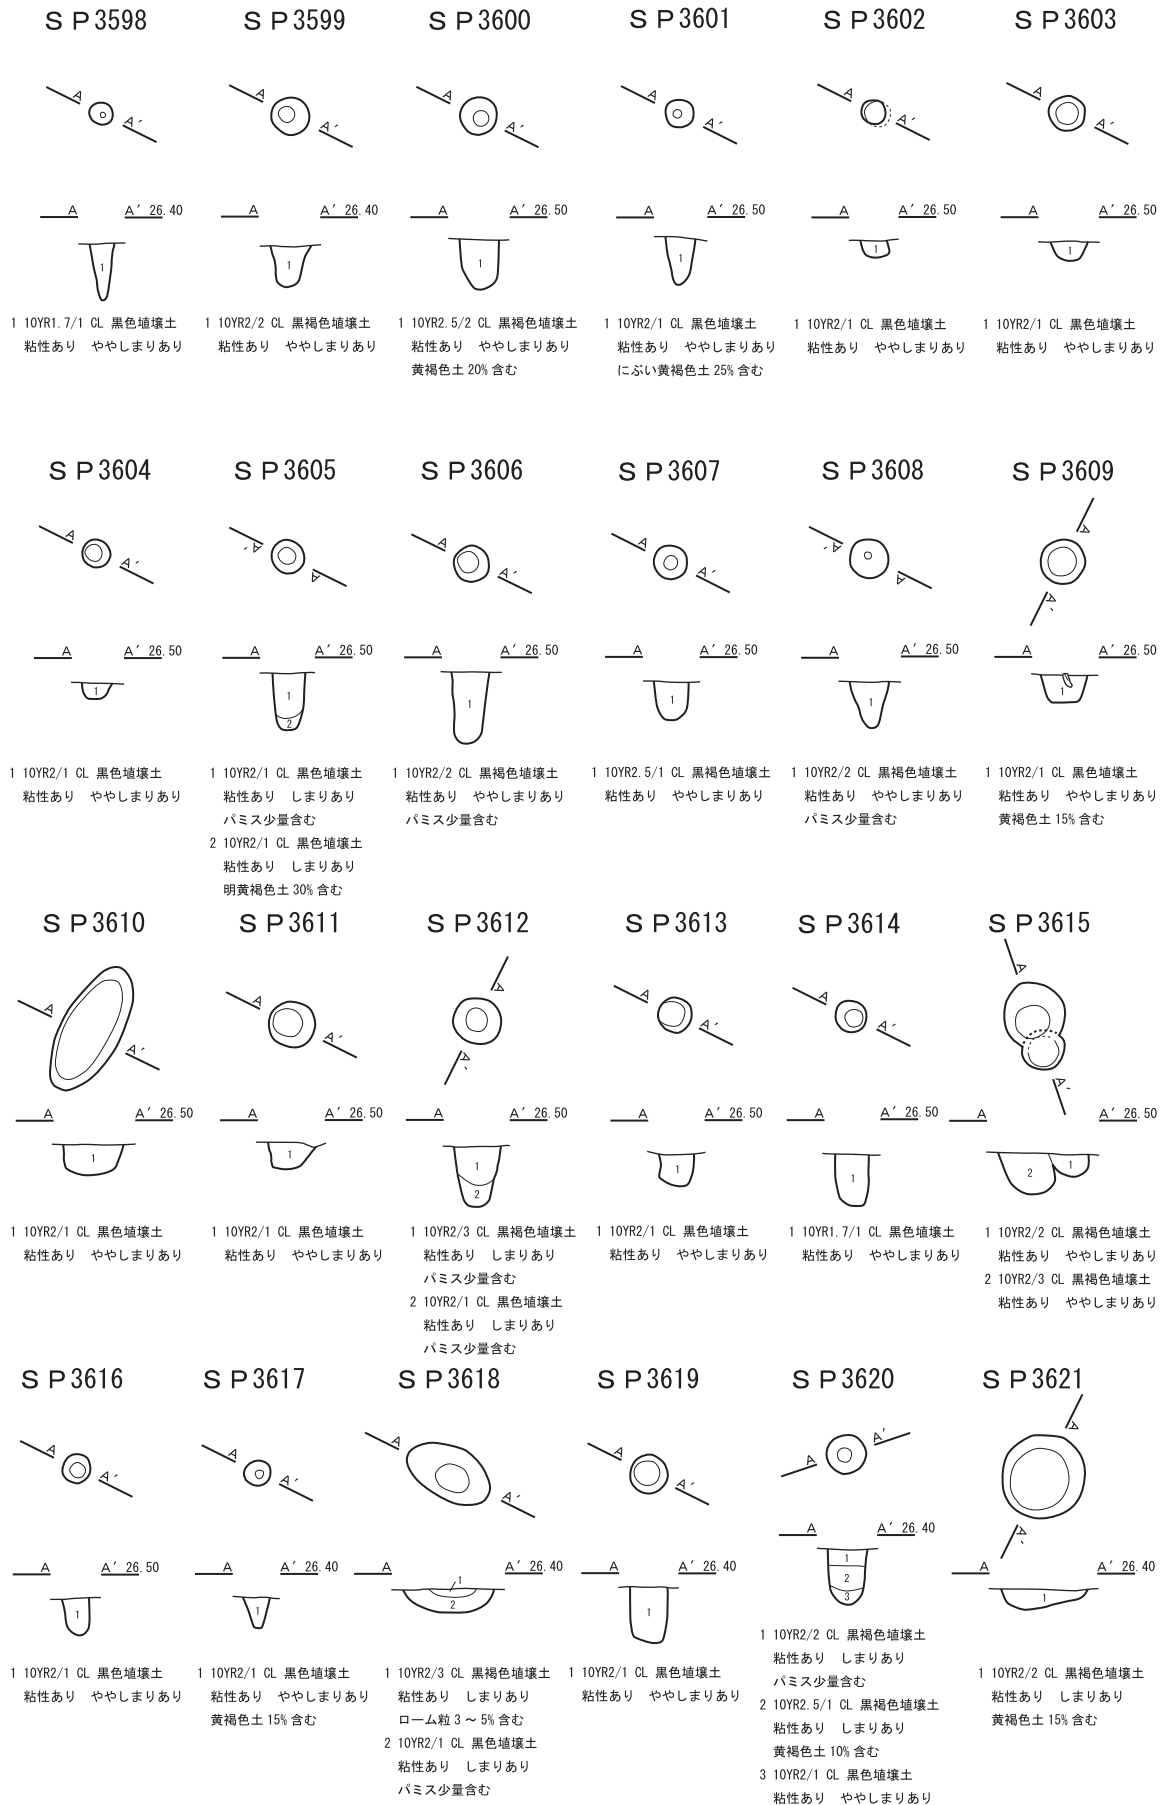 ＳＰ3598
A
A′
A
A′ 26.40
1
1 10YR1.7/1 CL 黒色埴壌土
粘性あり　ややしまりあり
ＳＰ3599
A
A′
A
A′ 26.40
1
1 10YR2/2 CL 黒褐色埴壌土
粘性あり　ややしまりあり
ＳＰ3600
A
A′
A
A′ 26.50
1
1 10YR2.5/2 CL 黒褐色埴壌土
粘性あり　ややしまりあり
黄褐色土 20% 含む
ＳＰ3601
A
A′
A
A′ 26.50
1
1 10YR2/1 CL 黒色埴壌土
粘性あり　ややしまりあり
にぶい黄褐色土 25% 含む
ＳＰ3602
A
A′
A
A′ 26.50
1
1 10YR2/1 CL 黒色埴壌土
粘性あり　ややしまりあり
ＳＰ3603
A
A′
A
A′ 26.50
1
1 10YR2/1 CL 黒色埴壌土
粘性あり　ややしまりあり
ＳＰ3604
A
A′
A
A′ 26.50
1
1 10YR2/1 CL 黒色埴壌土
粘性あり　ややしまりあり
ＳＰ3605
A′
A
A
A′ 26.50
1
2
1 10YR2/1 CL 黒色埴壌土
粘性あり　しまりあり
パミス少量含む
2 10YR2/1 CL 黒色埴壌土
粘性あり　しまりあり
明黄褐色土 30% 含む
ＳＰ3606
A
A′
A
A′ 26.50
1
1 10YR2/2 CL 黒褐色埴壌土
粘性あり　ややしまりあり
パミス少量含む
ＳＰ3607
A
A′
A
A′ 26.50
1
1 10YR2.5/1 CL 黒褐色埴壌土
粘性あり　ややしまりあり
ＳＰ3608
A′
A
A
A′ 26.50
1
1 10YR2/2 CL 黒褐色埴壌土
粘性あり　ややしまりあり
パミス少量含む
ＳＰ3609
A
A′
A
A′ 26.50
1
1 10YR2/1 CL 黒色埴壌土
粘性あり　ややしまりあり
黄褐色土 15% 含む
ＳＰ3610
A
A′
A
A′ 26.50
1
1 10YR2/1 CL 黒色埴壌土
粘性あり　ややしまりあり
ＳＰ3611
A
A′
A
A′ 26.50
1
1 10YR2/1 CL 黒色埴壌土
粘性あり　ややしまりあり
ＳＰ3612
A
A′
A
A′ 26.50
1
2
1 10YR2/3 CL 黒褐色埴壌土
粘性あり　しまりあり
パミス少量含む
2 10YR2/1 CL 黒色埴壌土
粘性あり　しまりあり
パミス少量含む
ＳＰ3613
A
A′
A
A′ 26.50
1
1 10YR2/1 CL 黒色埴壌土
粘性あり　ややしまりあり
ＳＰ3614
A
A′
A
A′ 26.50
1
1 10YR1.7/1 CL 黒色埴壌土
粘性あり　ややしまりあり
ＳＰ3615
A
A′
A
A′ 26.50
2
1
1 10YR2/2 CL 黒褐色埴壌土
粘性あり　ややしまりあり
2 10YR2/3 CL 黒褐色埴壌土
粘性あり　ややしまりあり
ＳＰ3616
A
A′
A
A′ 26.50
1
1 10YR2/1 CL 黒色埴壌土
粘性あり　ややしまりあり
ＳＰ3617
A
A′
A
A′ 26.40
1
1 10YR2/1 CL 黒色埴壌土
粘性あり　ややしまりあり
黄褐色土 15% 含む
ＳＰ3618
A
A′
A
A′ 26.40
1
2
1 10YR2/3 CL 黒褐色埴壌土
粘性あり　しまりあり
ローム粒 3 ～ 5% 含む
2 10YR2/1 CL 黒色埴壌土
粘性あり　しまりあり
パミス少量含む
ＳＰ3619
A
A′
A
A′ 26.40
1
1 10YR2/1 CL 黒色埴壌土
粘性あり　ややしまりあり
ＳＰ3620
A′
A
A
A′ 26.40
1
2
3
1 10YR2/2 CL 黒褐色埴壌土
粘性あり　しまりあり
パミス少量含む
2 10YR2.5/1 CL 黒褐色埴壌土
粘性あり　しまりあり
黄褐色土 10% 含む
3 10YR2/1 CL 黒色埴壌土
粘性あり　ややしまりあり
ＳＰ3621
A
A′
A
A′ 26.40
1
1 10YR2/2 CL 黒褐色埴壌土
粘性あり　しまりあり
黄褐色土 15% 含む